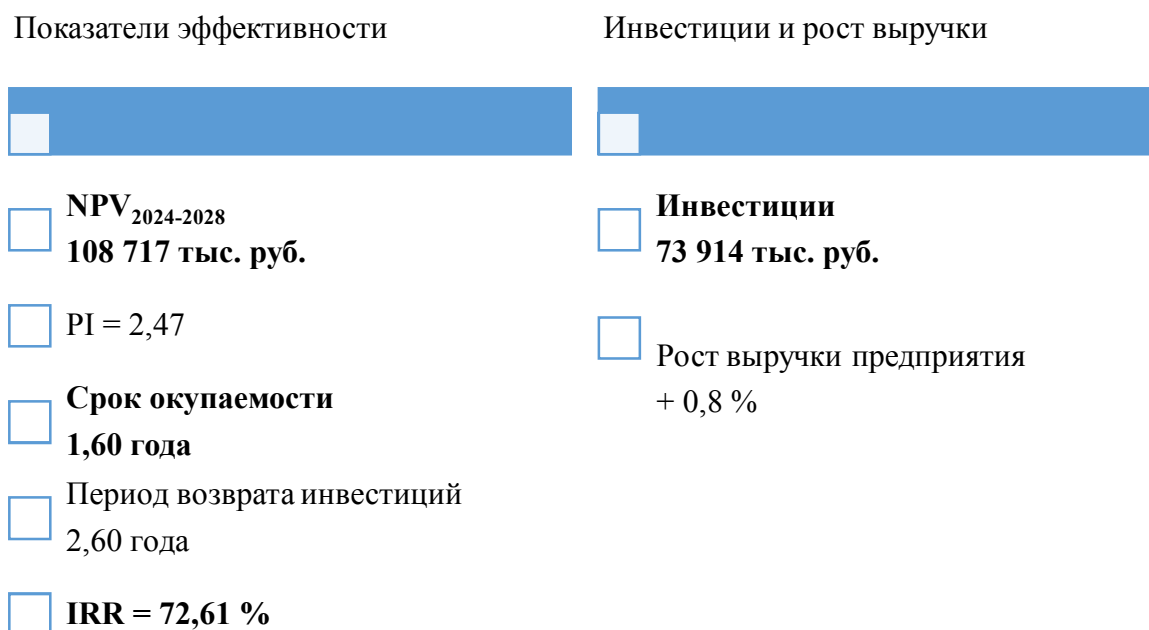 Показатели эффективности
NPV2024-2028
108 717 тыс. руб.
PI = 2,47
Срок окупаемости
1,60 года
Период возврата инвестиций
2,60 года
IRR = 72,61 %
Инвестиции и рост выручки
Инвестиции
73 914 тыс. руб.
Рост выручки предприятия
+ 0,8 %